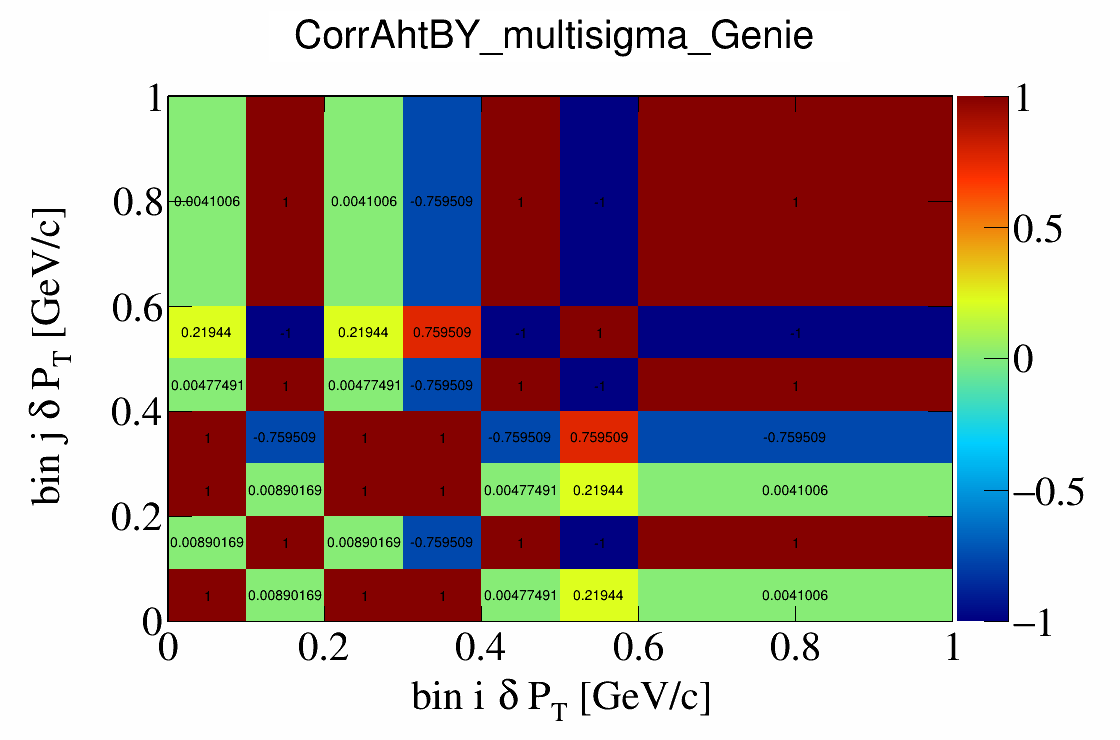 CorrAhtBY_multisigma_Genie
1
0.8
0.6
0.4
0.2
0
bin j δ P_T [GeV/c]
0.0041006 1 0.0041006 -0.759509 1 -1 1
0.21944 -1 0.21944 0.759509 -1 1 -1
0.00477491 1 0.00477491 -0.759509 1 -1 1
1 -0.759509 1 1 -0.759509 0.759509 -0.759509
1 0.00890169 1 1 0.00477491 0.21944 0.0041006
0.00890169 1 0.00890169 -0.759509 1 -1 1
1 0.00890169 1 1 0.00477491 0.21944 0.0041006
0 0.2 0.4 0.6 0.8 1
bin i δ P_T [GeV/c]
1
0.5
0
−0.5
−1